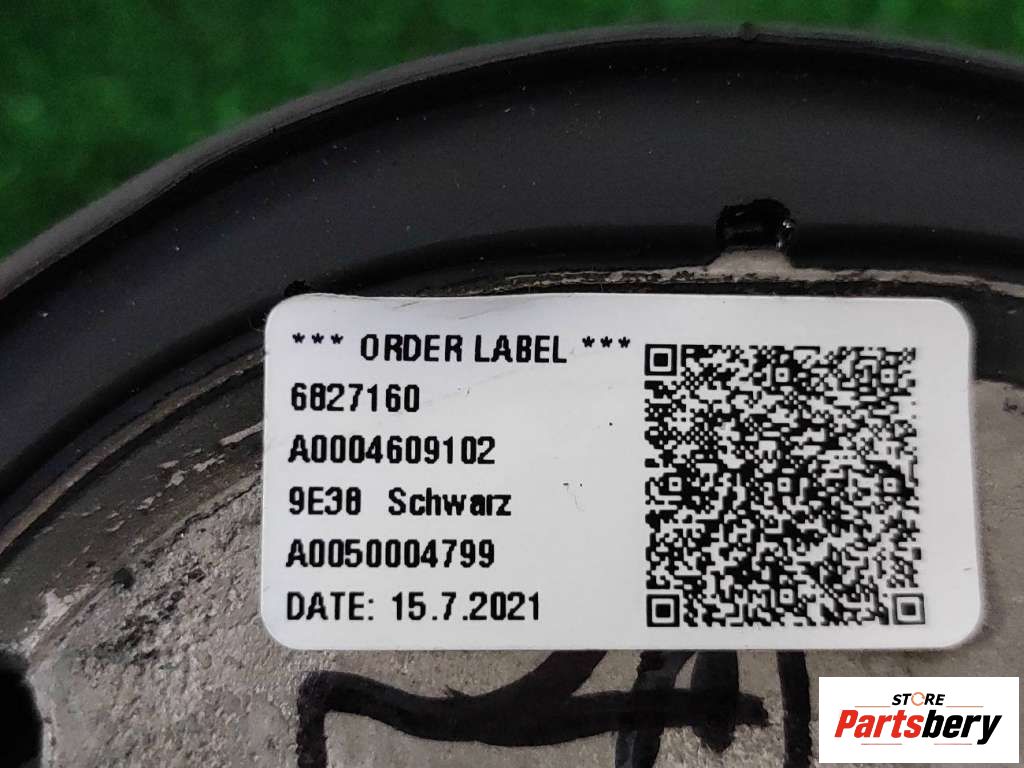 *** ORDER LABEL ***
6827160
A0004609102
9E38 Schwarz
A0050004799
DATE: 15.7.2021
STORE
Partsbery